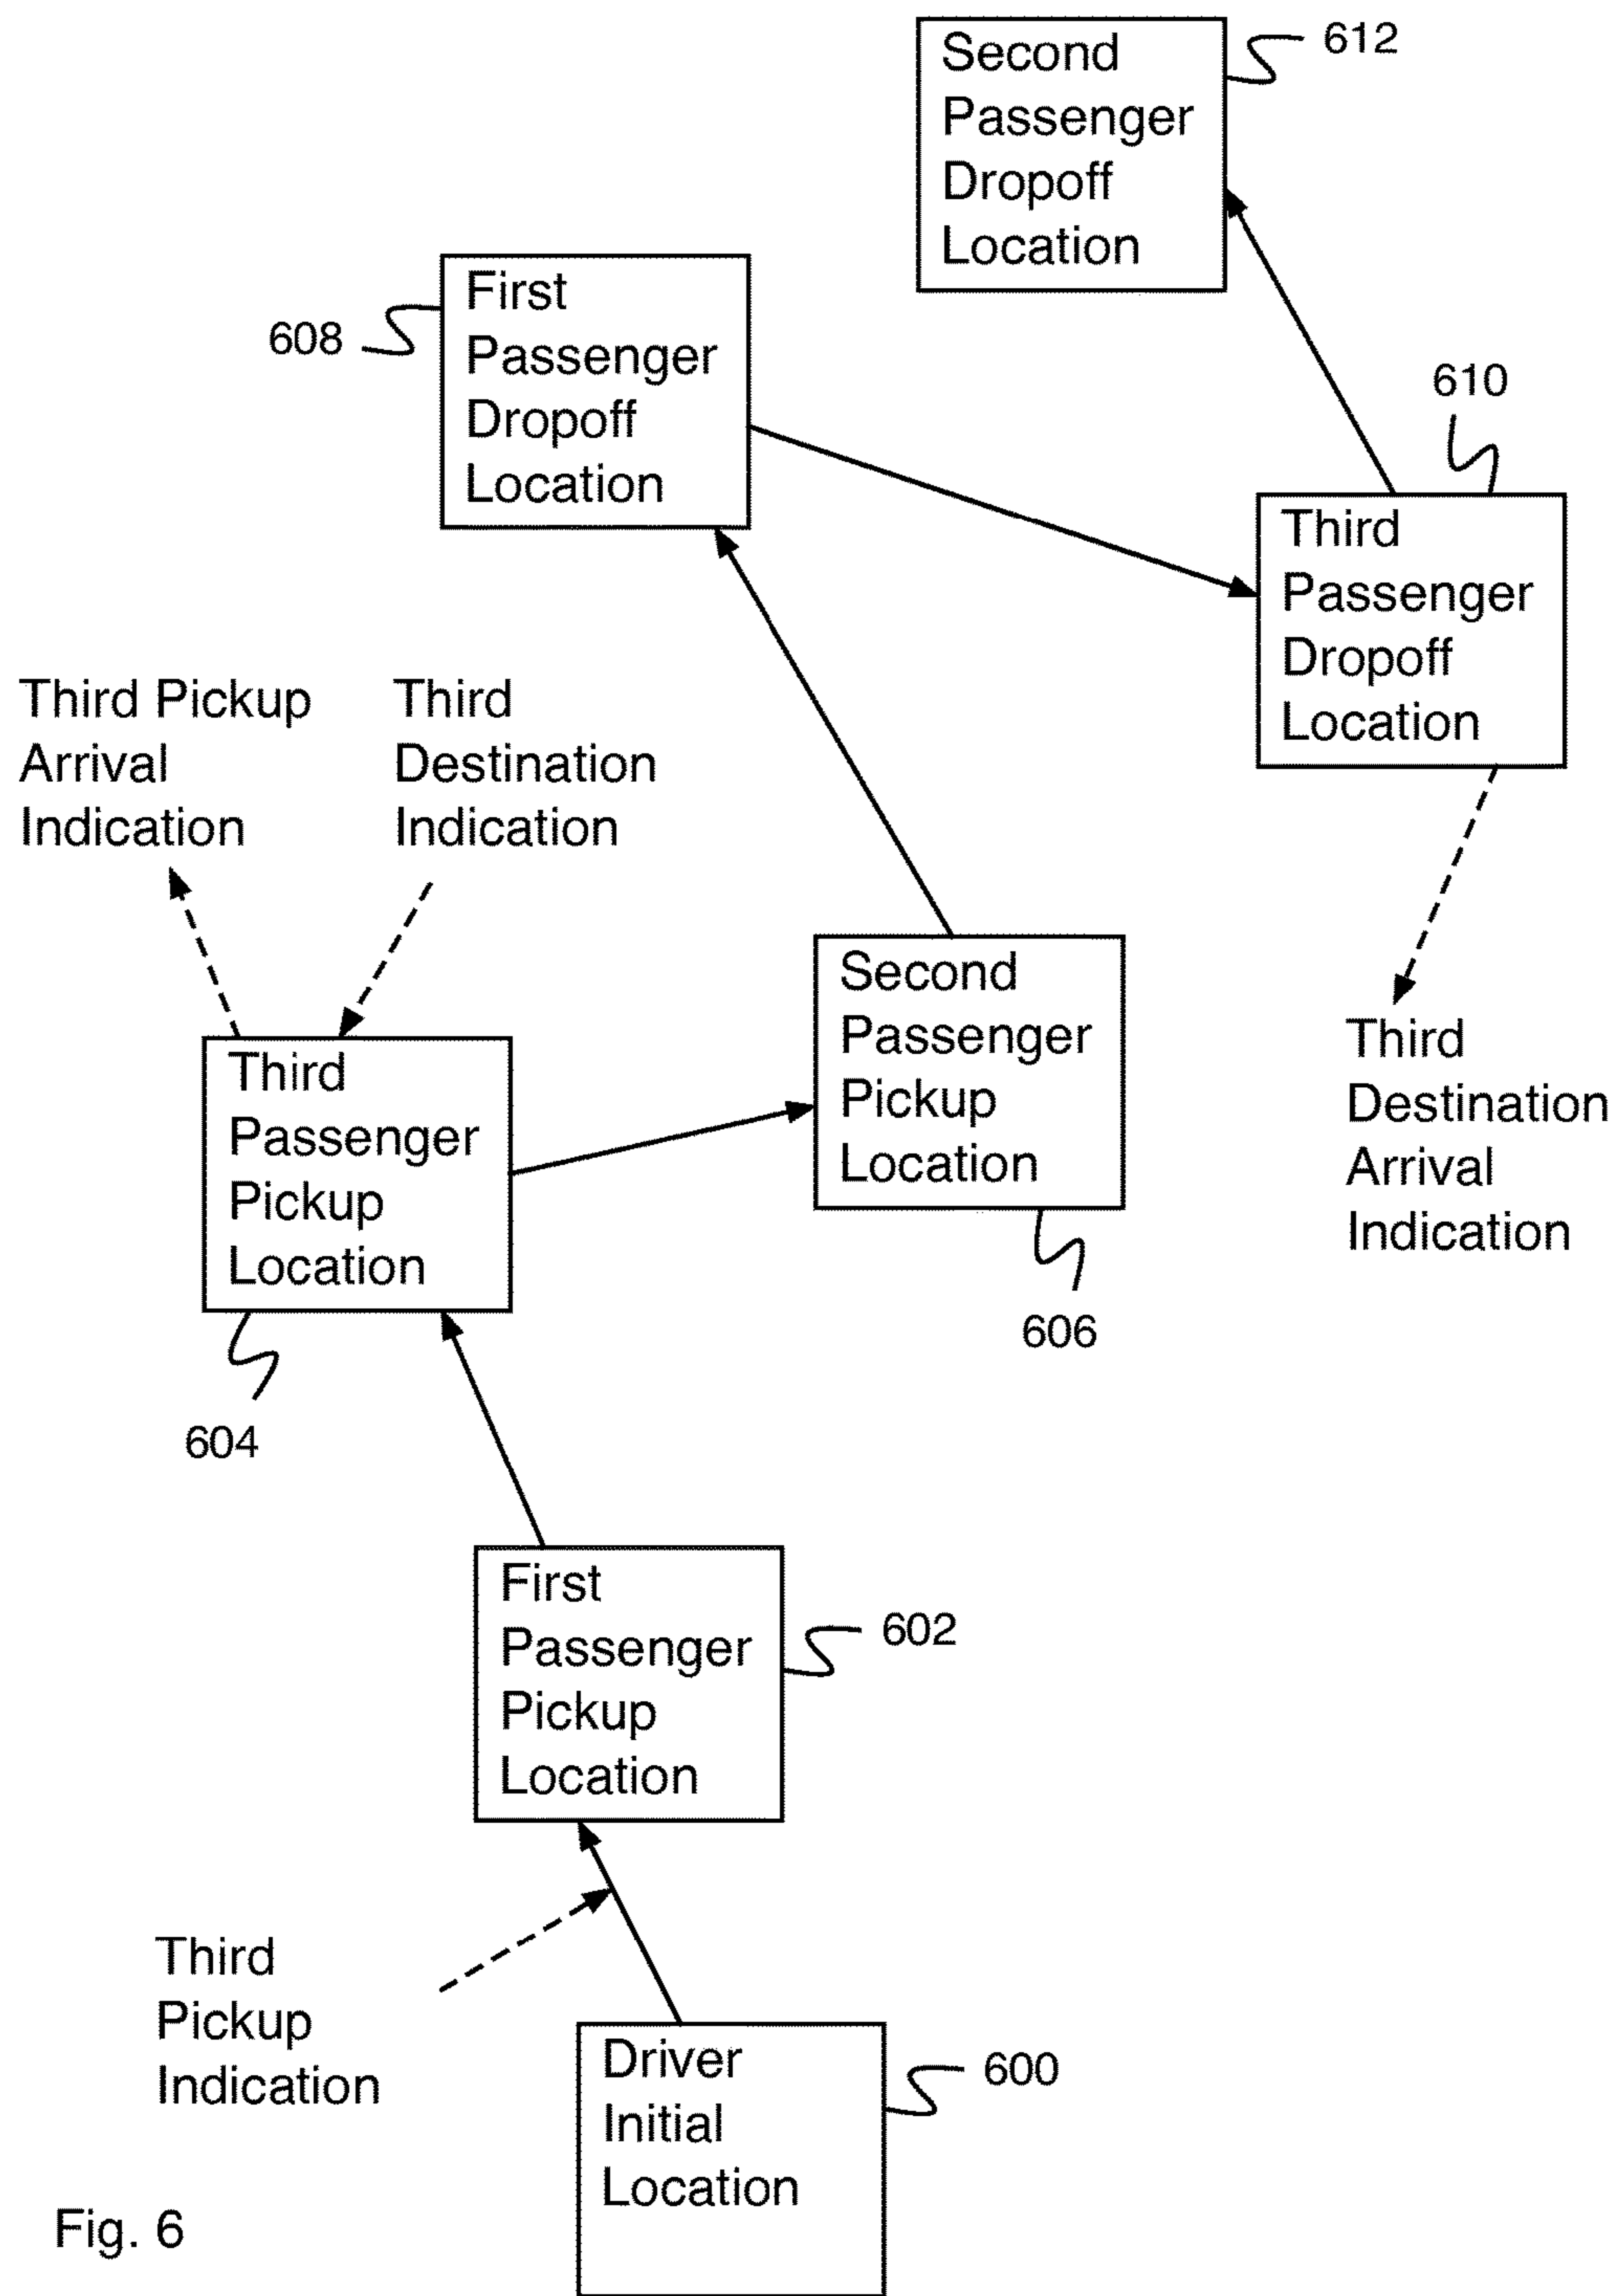 Second
Passenger
Dropoff
Location
612
First
Passenger
Dropoff
Location
608
610
Third
Passenger
Dropoff
Location
Third Pickup
Arrival
Indication
Third
Destination
Indication
Second
Passenger
Pickup
Location
606
Third
Destination
Arrival
Indication
Third
Passenger
Pickup
Location
604
First
Passenger
Pickup
Location
602
Third
Pickup
Indication
Driver
Initial
Location
600
Fig. 6